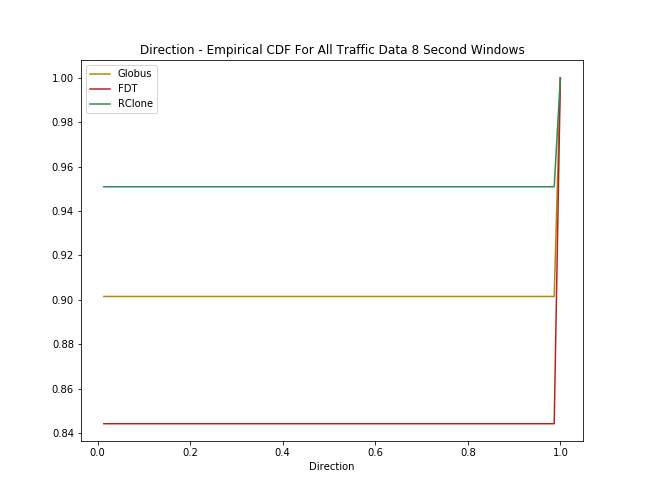 Direction - Empirical CDF For All Traffic Data 8 Second Windows
Globus
FDT
RClone
1.00
0.98
0.96
0.94
0.92
0.90
0.88
0.86
0.84
0.0 0.2 0.4 0.6 0.8 1.0
Direction